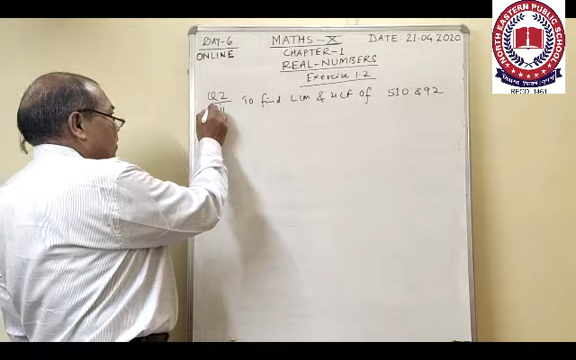 DAY-6 MATHS-X DATE: 21.04.2020
ONLINE CHAPTER-1
REAL-NUMBERS
Exercise 1.2
Q2 To find LCM & HCF of 510 & 92
NORTH EASTERN PUBLIC SCHOOL
REGD. 1461